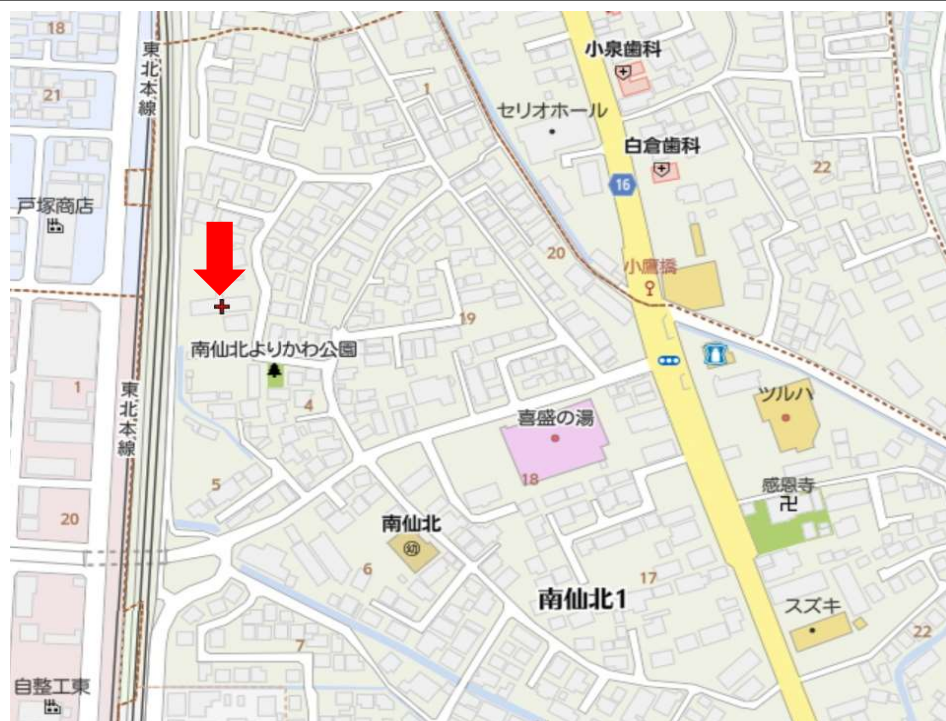 18
東北本線
21
1
小泉歯科
セリオホール
白倉歯科
16
22
戸塚商店
20
小鷹橋
19
南仙北よりかわ公園
1
東北本線
4
喜盛の湯
ツルハ
18
5
感恩寺
卍
20
南仙北
幼
6
17
南仙北1
スズキ
22
7
自整工東